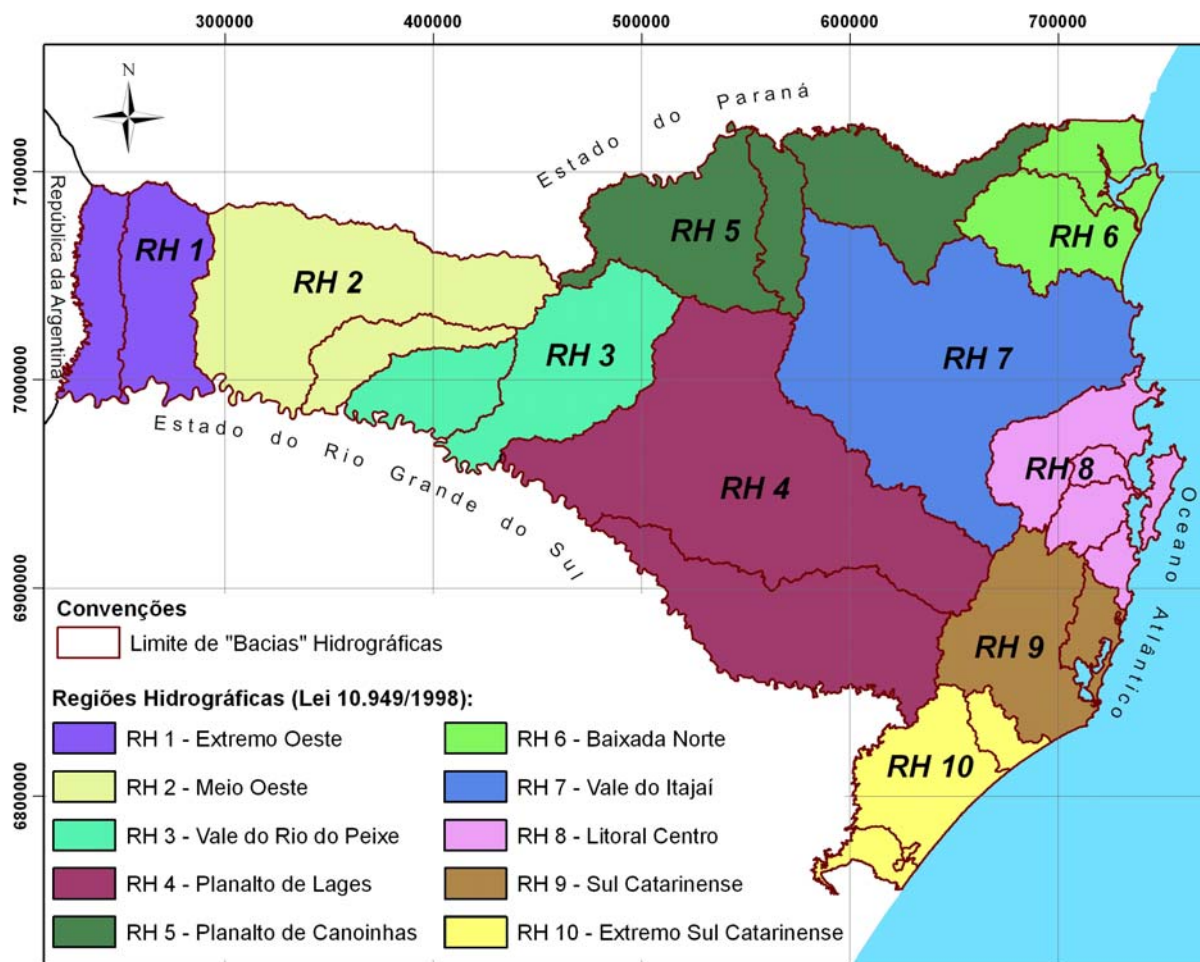 300000
400000
500000
600000
700000
N
Estado do Paraná
7100000
República da Argentina
RH 1
RH 2
RH 5
RH 6
RH 3
RH 7
7000000
Estado do Rio Grande do Sul
RH 4
RH 8
Oceano Atlântico
6900000
RH 9
RH 10
6800000
Convenções
Limite de "Bacias" Hidrográficas
Regiões Hidrográficas (Lei 10.949/1998):
RH 1 - Extremo Oeste
RH 2 - Meio Oeste
RH 3 - Vale do Rio do Peixe
RH 4 - Planalto de Lages
RH 5 - Planalto de Canoinhas
RH 6 - Baixada Norte
RH 7 - Vale do Itajaí
RH 8 - Litoral Centro
RH 9 - Sul Catarinense
RH 10 - Extremo Sul Catarinense